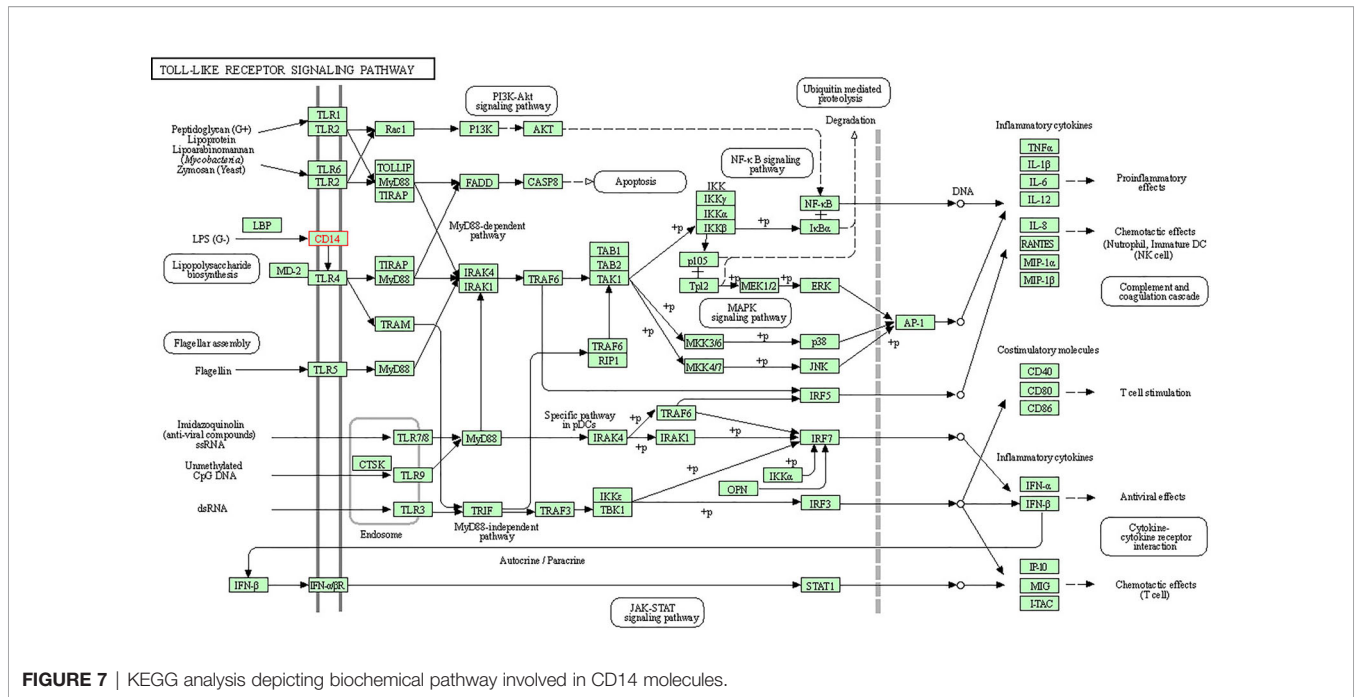 TOLL-LIKE RECEPTOR SIGNALING PATHWAY
PI3K-Akt
signaling pathway
Ubiquitin mediated
proteolysis
Degradation
Peptidoglycan (G+)
Lipoprotein
Lipoarabinomannan
(Mycobacteria)
Zymosan (Yeast)
TLR1
TLR2
TLR6
TLR2
Rac1
PI3K
AKT
TOLLIP
MyD88
TIRAP
FADD
CASP8
Apoptosis
NF-κB signaling
pathway
IKK
IKKγ
IKKα
IKKβ
+p
NF-κB
IκBα
DNA
LBP
LPS (G-)
CD14
Lipopolysaccharide
biosynthesis
MD-2
TLR4
TIRAP
MyD88
MyD88-dependent
pathway
IRAK4
IRAK1
TRAF6
TAB1
TAB2
TAK1
+p
p105
Tpl2
+p
MEK1/2
+p
ERK
MAPK
signaling pathway
TRAM
Flagellar assembly
Flagellin
TLR5
MyD88
TRAF6
RIP1
+p
+p
MKK3/6
+p
p38
MKK4/7
+p
JNK
AP-1
+p
IRF5
Imidazoquinolin
(anti-viral compounds)
ssRNA
Unmethylated
CpG DNA
dsRNA
TLR7/8
CTSK
TLR9
TLR3
Endosome
MyD88
Specific pathway
in pDCs
IRAK4
+p
TRAF6
+p
IRAK1
+p
IRF7
+p
IKKα
+p
OPN
TRIF
MyD88-independent
pathway
TRAF3
IKKε
TBK1
+p
IRF3
Autocrine / Paracrine
IFN-β
IFN-α/βR
STAT1
JAK-STAT
signaling pathway
Inflammatory cytokines
TNFα
IL-1β
IL-6
IL-12
Proinflammatory
effects
IL-8
RANTES
MIP-1α
MIP-1β
Chemotactic effects
(Nutrophil, Immature DC
(NK cell)
Complement and
coagulation cascade
Costimulatory molecules
CD40
CD80
CD86
T cell stimulation
Inflammatory cytokines
IFN-α
IFN-β
Antiviral effects
Cytokine-
cytokine receptor
interaction
IP-10
MIG
I-TAC
Chemotactic effects
(T cell)
FIGURE 7 | KEGG analysis depicting biochemical pathway involved in CD14 molecules.